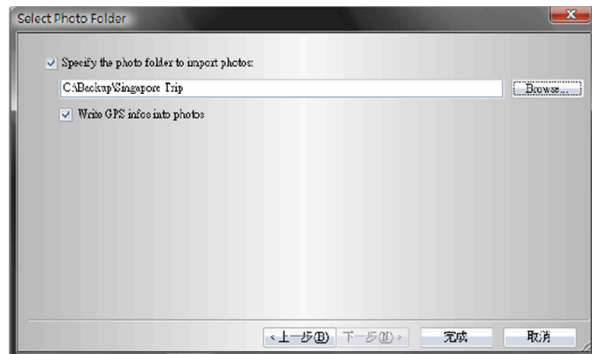 Select Photo Folder
Specify the photo folder to import photos:
C:\Backup\Singapore Trip
Browse...
Write GPS infos into photos
<上一步(B)
下一步(N)>
完成
取消